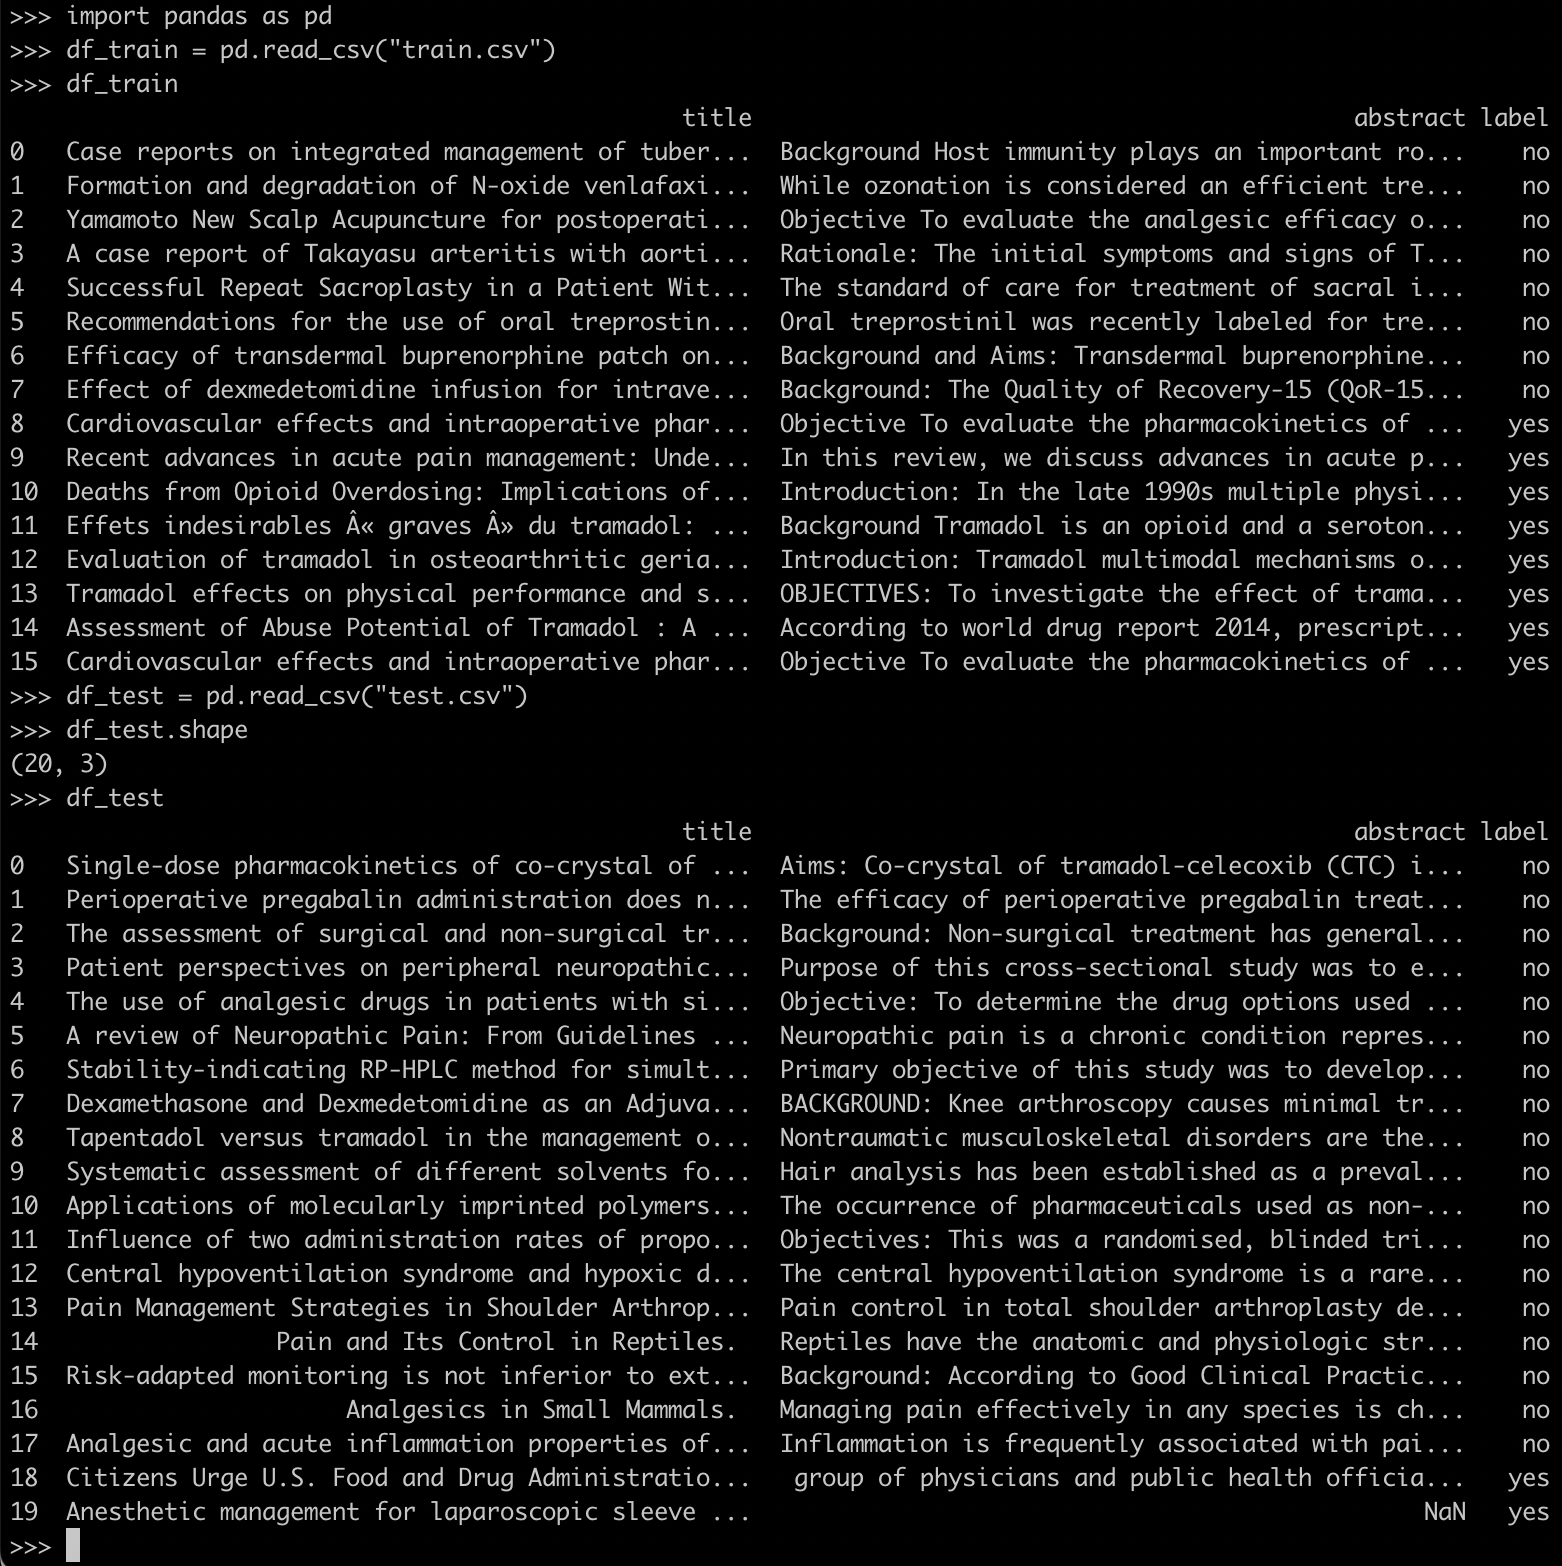 >>> import pandas as pd
>>> df_train = pd.read_csv("train.csv")
>>> df_train
title abstract label
0 Case reports on integrated management of tuber... Background Host immunity plays an important ro... no
1 Formation and degradation of N-oxide venlafaxi... While ozonation is considered an efficient tre... no
2 Yamamoto New Scalp Acupuncture for postoperati... Objective To evaluate the analgesic efficacy o... no
3 A case report of Takayasu arteritis with aorti... Rationale: The initial symptoms and signs of T... no
4 Successful Repeat Sacroplasty in a Patient Wit... The standard of care for treatment of sacral i... no
5 Recommendations for the use of oral treprostin... Oral treprostinil was recently labeled for tre... no
6 Efficacy of transdermal buprenorphine patch on... Background and Aims: Transdermal buprenorphine... no
7 Effect of dexmedetomidine infusion for intrave... Background: The Quality of Recovery-15 (QoR-15... no
8 Cardiovascular effects and intraoperative phar... Objective To evaluate the pharmacokinetics of ... yes
9 Recent advances in acute pain management: Unde... In this review, we discuss advances in acute p... yes
10 Deaths from Opioid Overdosing: Implications of... Introduction: In the late 1990s multiple physi... yes
11 Effets indesirables Â« graves Â» du tramadol: ... Background Tramadol is an opioid and a seroton... yes
12 Evaluation of tramadol in osteoarthritic geria... Introduction: Tramadol multimodal mechanisms o... yes
13 Tramadol effects on physical performance and s... OBJECTIVES: To investigate the effect of trama... yes
14 Assessment of Abuse Potential of Tramadol : A ... According to world drug report 2014, prescript... yes
15 Cardiovascular effects and intraoperative phar... Objective To evaluate the pharmacokinetics of ... yes
>>> df_test = pd.read_csv("test.csv")
>>> df_test.shape
(20, 3)
>>> df_test
title abstract label
0 Single-dose pharmacokinetics of co-crystal of ... Aims: Co-crystal of tramadol-celecoxib (CTC) i... no
1 Perioperative pregabalin administration does n... The efficacy of perioperative pregabalin treat... no
2 The assessment of surgical and non-surgical tr... Background: Non-surgical treatment has general... no
3 Patient perspectives on peripheral neuropathic... Purpose of this cross-sectional study was to e... no
4 The use of analgesic drugs in patients with si... Objective: To determine the drug options used ... no
5 A review of Neuropathic Pain: From Guidelines ... Neuropathic pain is a chronic condition repres... no
6 Stability-indicating RP-HPLC method for simult... Primary objective of this study was to develop... no
7 Dexamethasone and Dexmedetomidine as an Adjuva... BACKGROUND: Knee arthroscopy causes minimal tr... no
8 Tapentadol versus tramadol in the management o... Nontraumatic musculoskeletal disorders are the... no
9 Systematic assessment of different solvents fo... Hair analysis has been established as a preval... no
10 Applications of molecularly imprinted polymers... The occurrence of pharmaceuticals used as non-... no
11 Influence of two administration rates of propo... Objectives: This was a randomised, blinded tri... no
12 Central hypoventilation syndrome and hypoxic d... The central hypoventilation syndrome is a rare... no
13 Pain Management Strategies in Shoulder Arthrop... Pain control in total shoulder arthroplasty de... no
14 Pain and Its Control in Reptiles. Reptiles have the anatomic and physiologic str... no
15 Risk-adapted monitoring is not inferior to ext... Background: According to Good Clinical Practic... no
16 Analgesics in Small Mammals. Managing pain effectively in any species is ch... no
17 Analgesic and acute inflammation properties of... Inflammation is frequently associated with pai... no
18 Citizens Urge U.S. Food and Drug Administratio... group of physicians and public health officia... yes
19 Anesthetic management for laparoscopic sleeve ... NaN yes
>>>